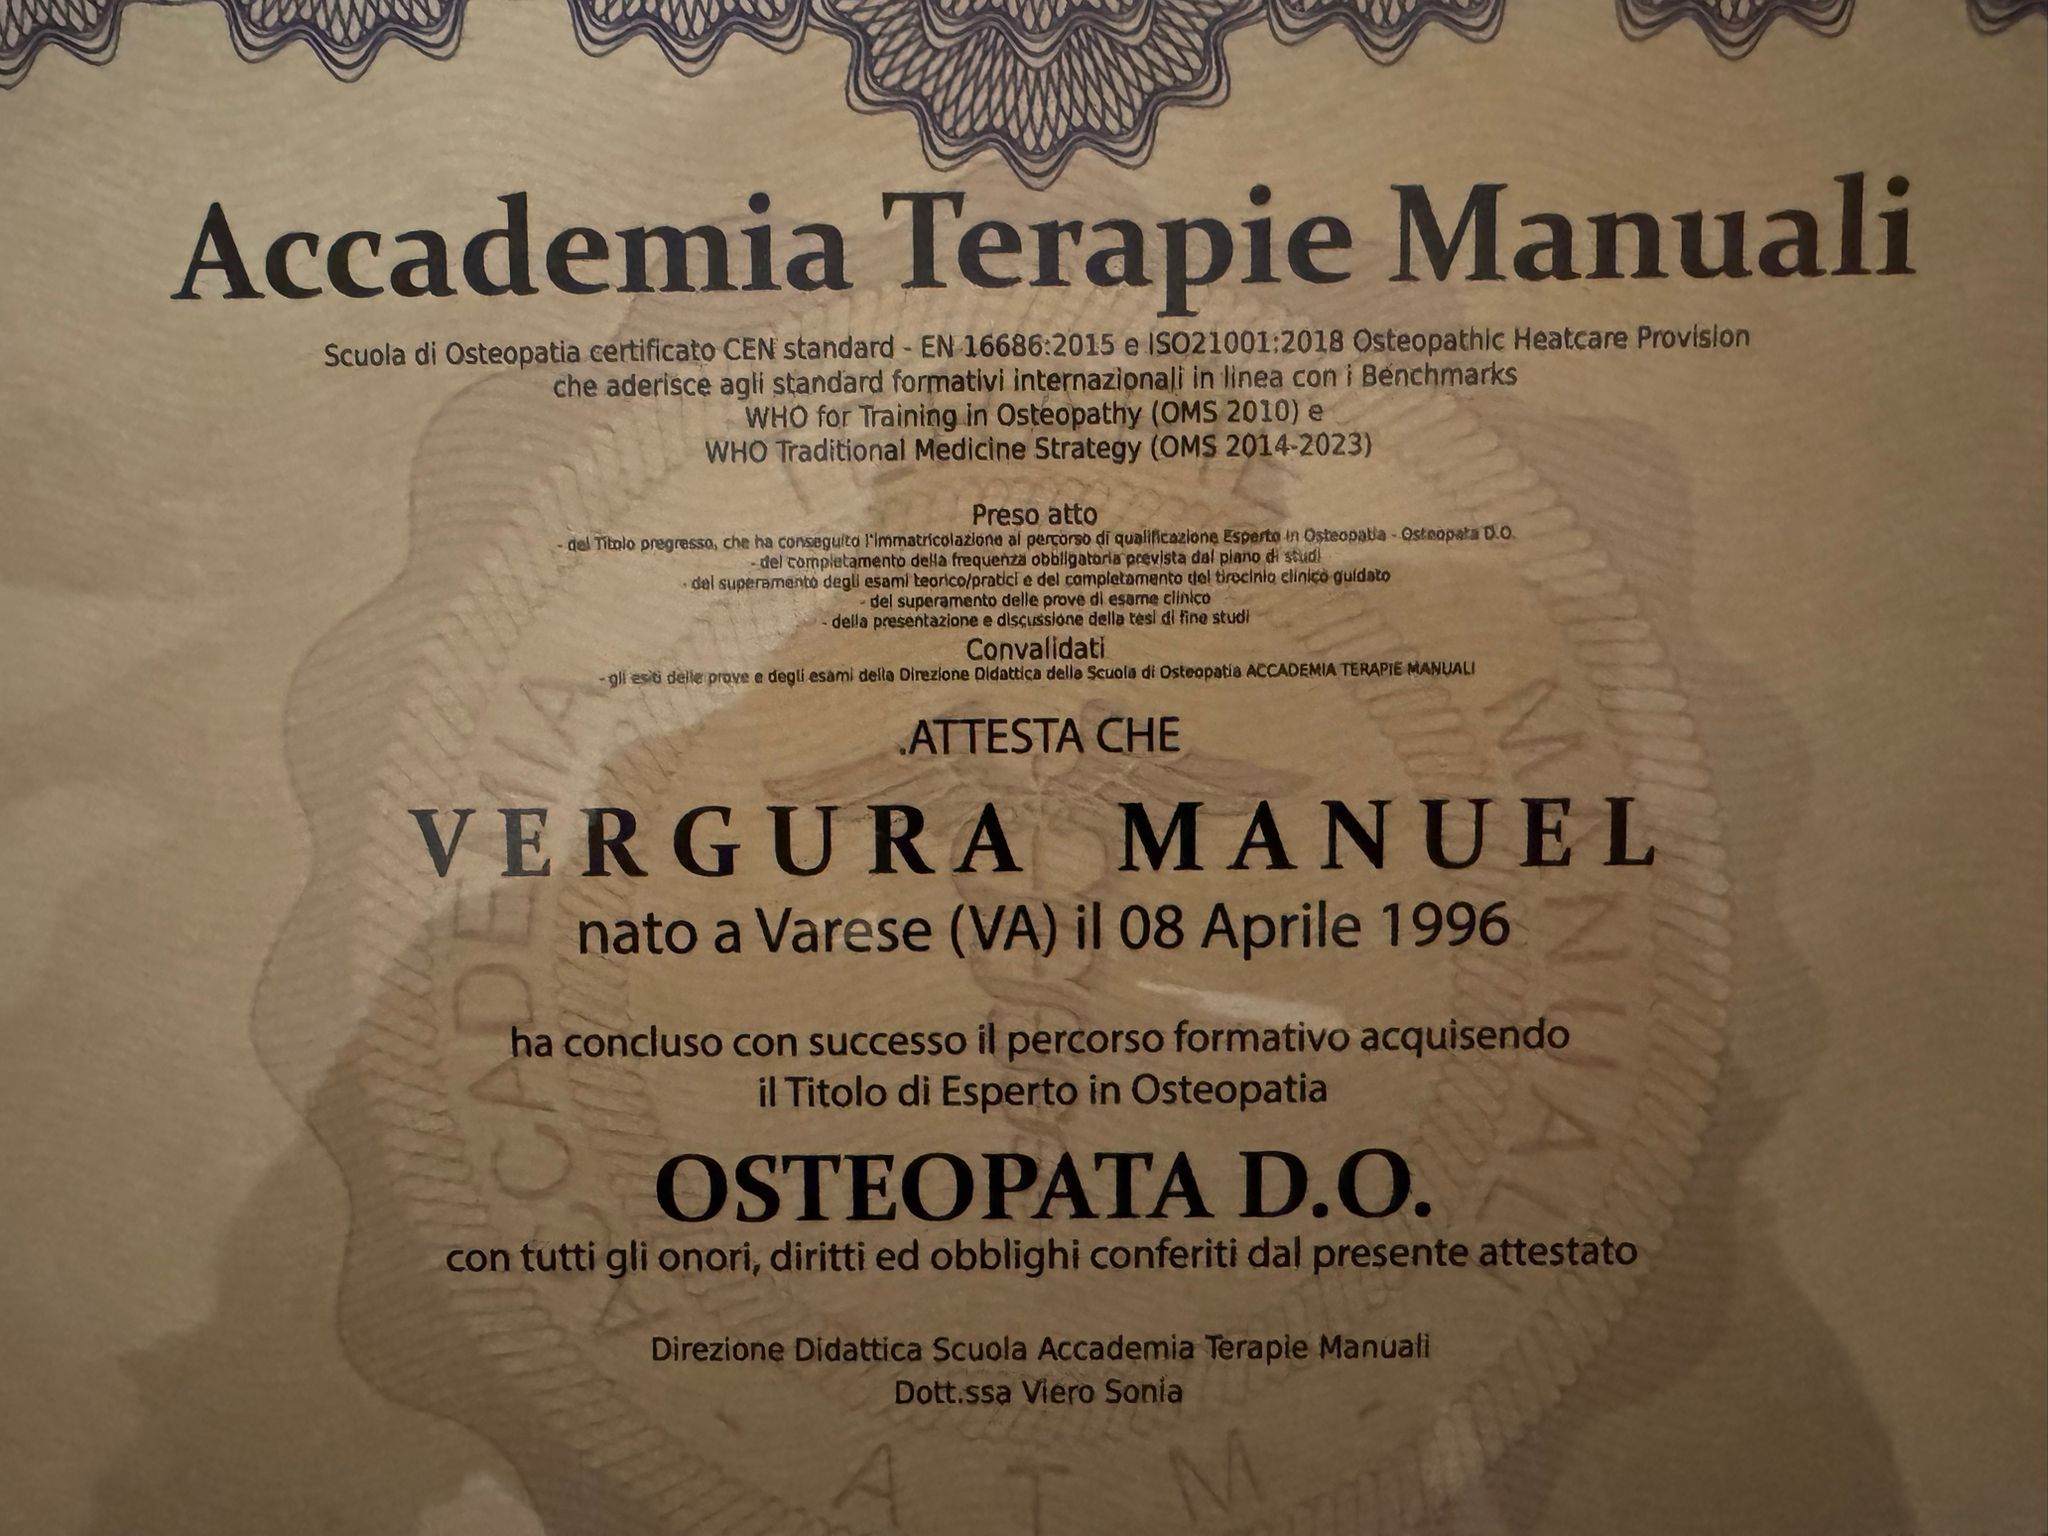 Accademia Terapie Manuali
Scuola di Osteopatia certificato CEN standard - EN 16686:2015 e ISO21001:2018 Osteopathic Heatcare Provision
che aderisce agli standard formativi internazionali in linea con i Benchmarks
WHO for Training in Osteopathy (OMS 2010) e
WHO Traditional Medicine Strategy (OMS 2014-2023)
Preso atto
- del Titolo pregresso, che ha conseguito l'immatricolazione al percorso di qualificazione Esperto in Osteopatia - Osteopata D.O.
- del completamento della frequenza obbligatoria prevista dal piano di studi
- del superamento degli esami teorico/pratici e del completamento del tirocinio clinico guidato
- del superamento delle prove di esame clinico
- della presentazione e discussione della tesi di fine studi
Convalidati
- gli esiti delle prove e degli esami della Direzione Didattica della Scuola di Osteopatia ACCADEMIA TERAPIE MANUALI
.ATTESTA CHE
VERGURA MANUEL
nato a Varese (VA) il 08 Aprile 1996
ha concluso con successo il percorso formativo acquisendo
il Titolo di Esperto in Osteopatia
OSTEOPATA D.O.
con tutti gli onori, diritti ed obblighi conferiti dal presente attestato
Direzione Didattica Scuola Accademia Terapie Manuali
Dott.ssa Viero Sonia
A T M